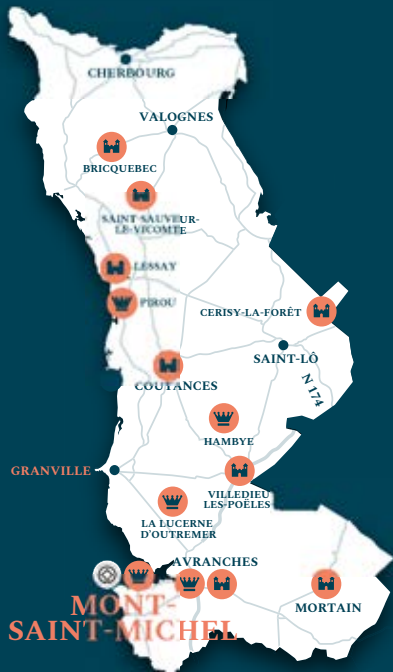 CHERBOURG
VALOGNES
BRICQUEBEC
SAINT-SAUVEUR-
LE-VICOMTE
LESSAY
PIROU
CERISY-LA-FORÊT
SAINT-LÔ
N 174
COUTANCES
HAMBYE
GRANVILLE
VILLEDIEU
LES-POÊLES
LA LUCERNE
D'OUTREMER
AVRANCHES
MORTAIN
MONT-
SAINT-MICHEL